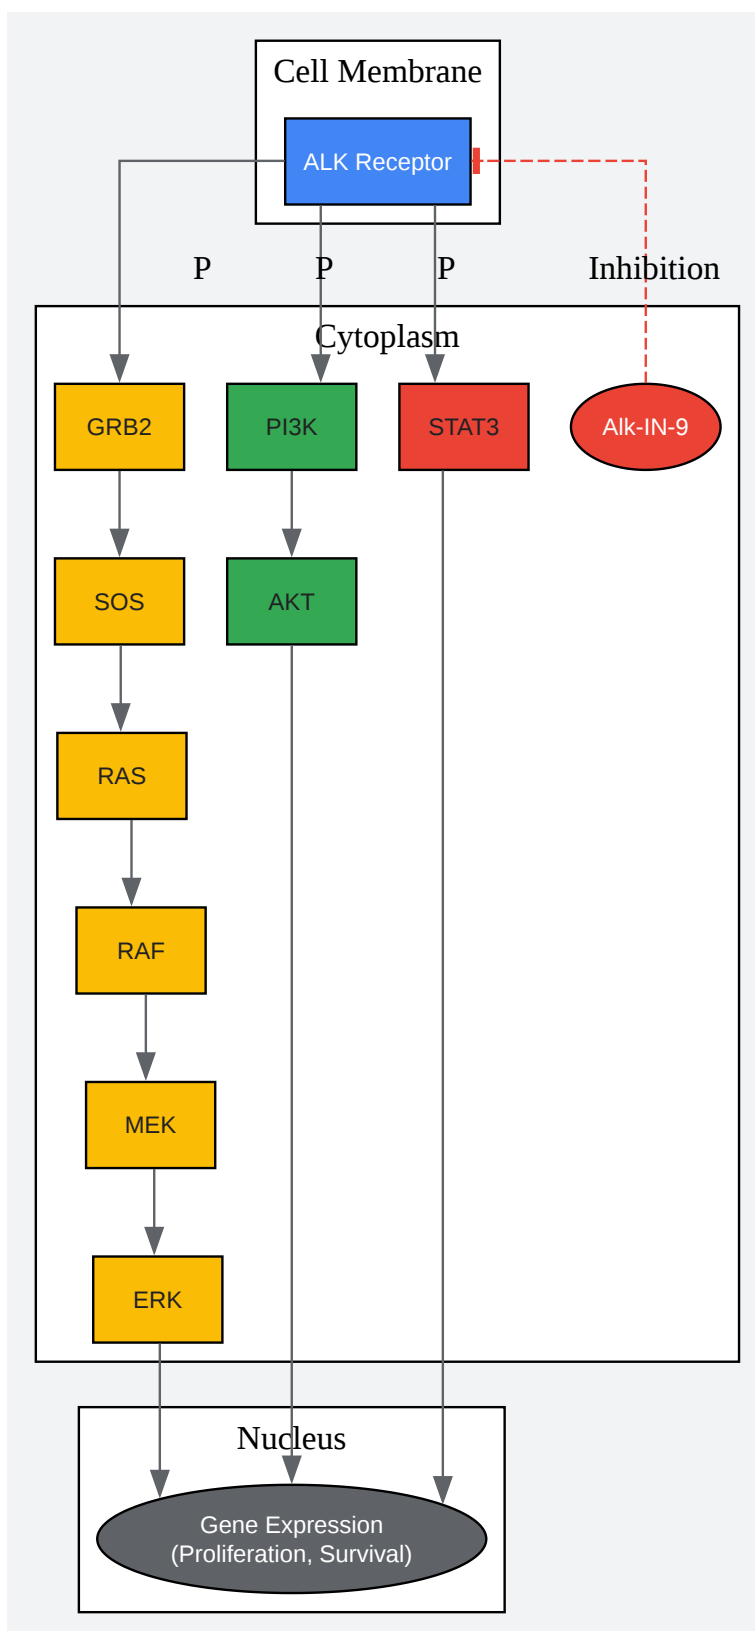 Cell Membrane
ALK Receptor
P
P
P
Inhibition
Cytoplasm
GRB2
PI3K
STAT3
Alk-IN-9
SOS
AKT
RAS
RAF
MEK
ERK
Nucleus
Gene Expression
(Proliferation, Survival)